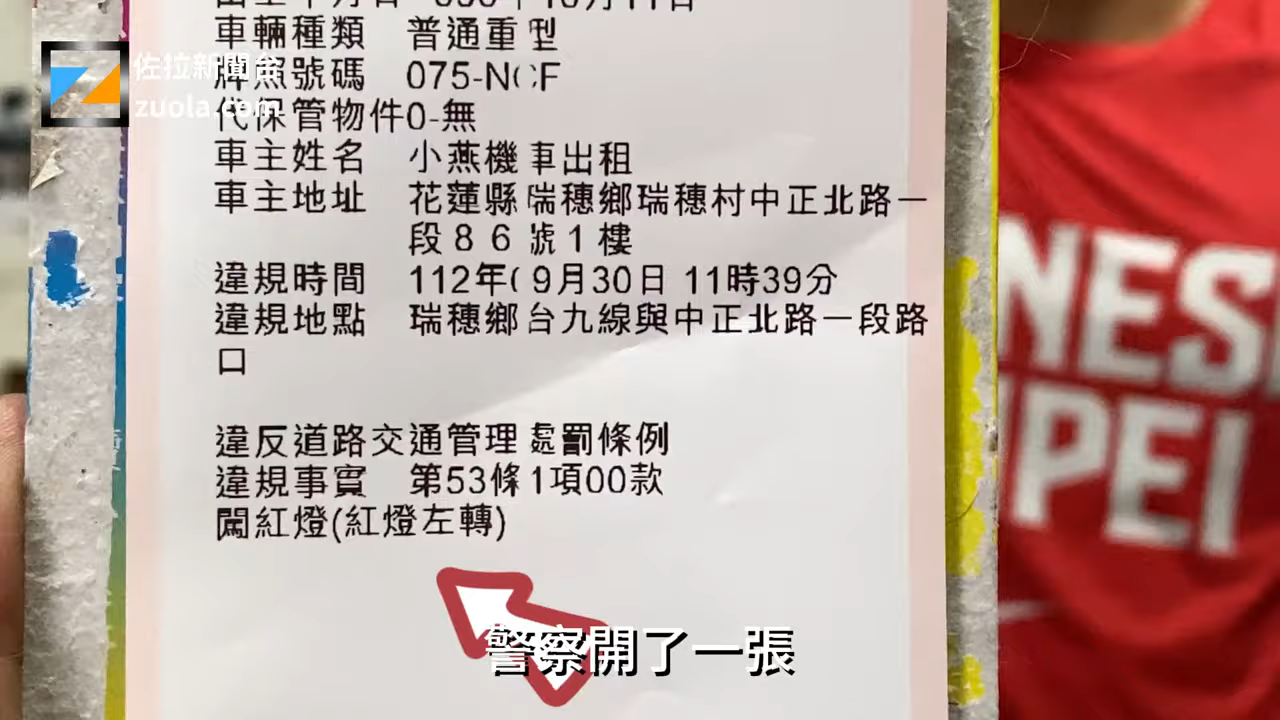 車輛種類 普通重型
牌照號碼 075-NCF
代保管物件0-無
車主姓名 小燕機車出租
車主地址 花蓮縣瑞穗鄉瑞穗村中正北路一
段86號1樓
違規時間 112年09月30日 11時39分
違規地點 瑞穗鄉台九線與中正北路一段路
口
違反道路交通管理處罰條例
違規事實 第53條1項00款
闖紅燈(紅燈左轉)
佐拉新聞台
zuola.com
NES
PEI
警察開了一張